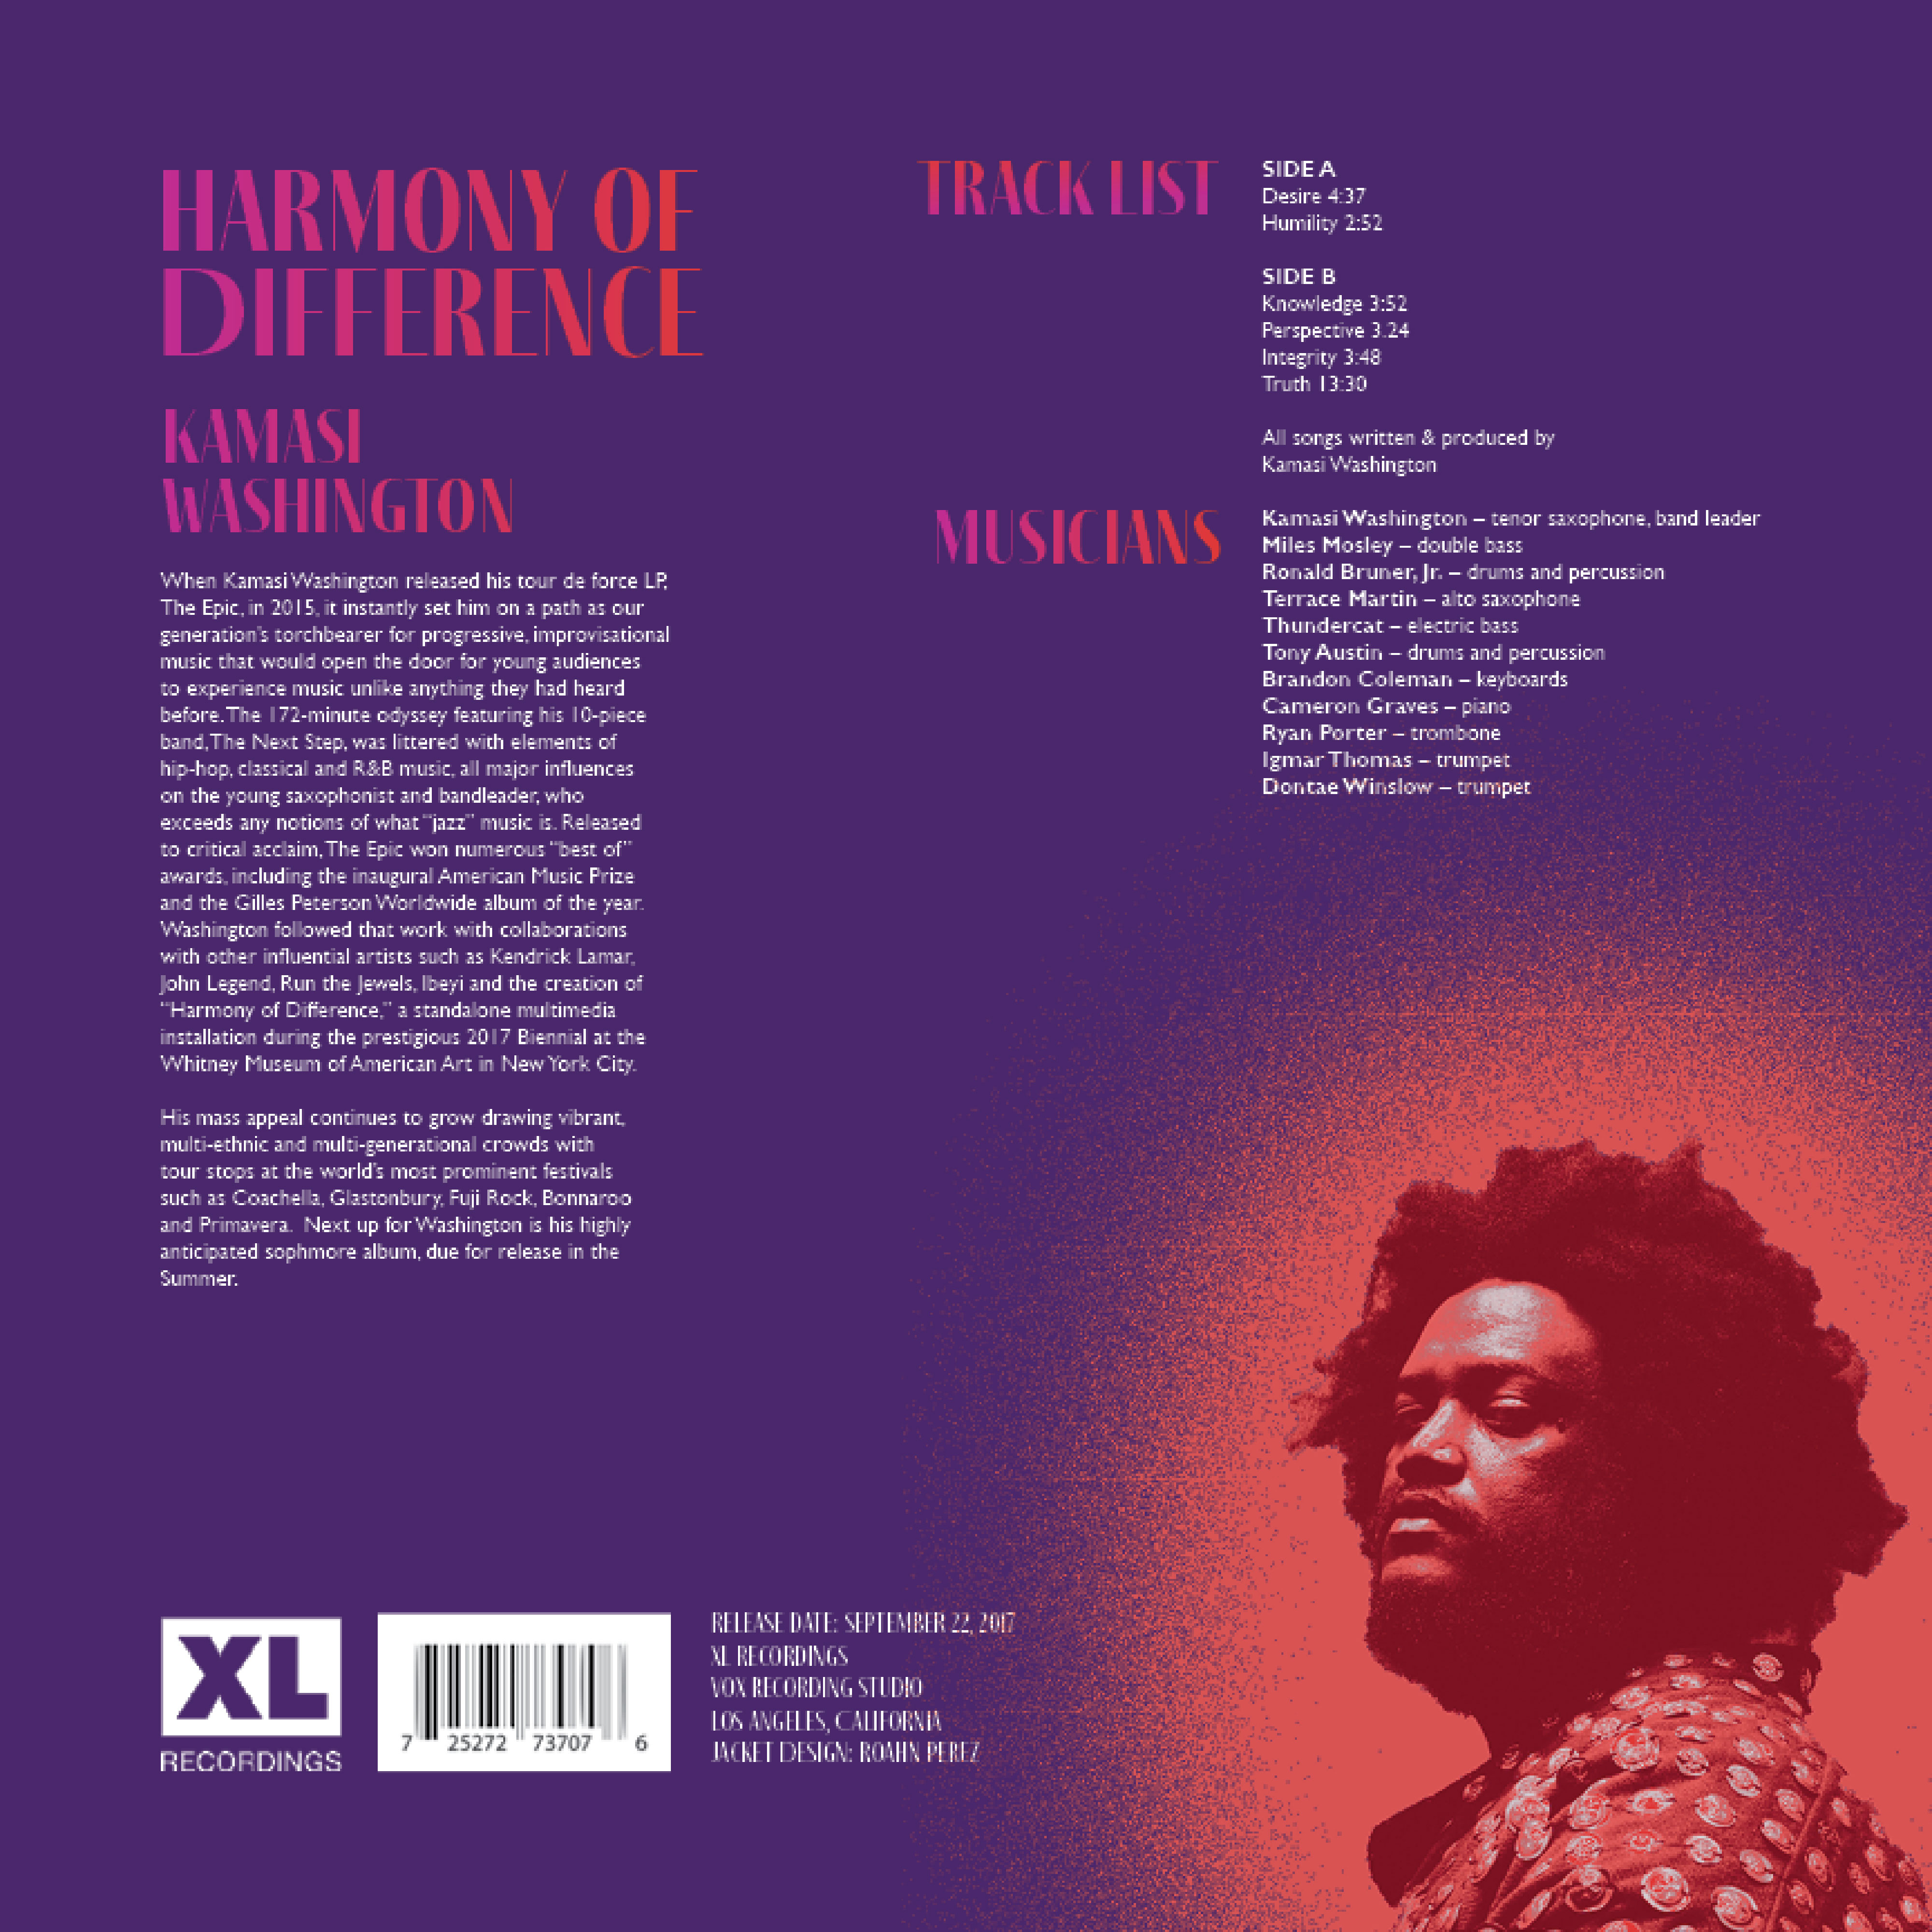 HARMONY OF
DIFFERENCE
KAMASI
WASHINGTON
When Kamasi Washington released his tour de force LP,
The Epic, in 2015, it instantly set him on a path as our
generation's torchbearer for progressive, improvisational
music that would open the door for young audiences
to experience music unlike anything they had heard
before. The 172-minute odyssey featuring his 10-piece
band, The Next Step, was littered with elements of
hip-hop, classical and R&B music, all major influences
on the young saxophonist and bandleader, who
exceeds any notions of what "jazz" music is. Released
to critical acclaim, The Epic won numerous "best of"
awards, including the inaugural American Music Prize
and the Gilles Peterson Worldwide album of the year.
Washington followed that work with collaborations
with other influential artists such as Kendrick Lamar,
John Legend, Run the Jewels, Ibeyi and the creation of
"Harmony of Difference," a standalone multimedia
installation during the prestigious 2017 Biennial at the
Whitney Museum of American Art in New York City.
His mass appeal continues to grow drawing vibrant,
multi-ethnic and multi-generational crowds with
tour stops at the world's most prominent festivals
such as Coachella, Glastonbury, Fuji Rock, Bonnaroo
and Primavera. Next up for Washington is his highly
anticipated sophmore album, due for release in the
Summer.
TRACK LIST
SIDE A
Desire 4:37
Humility 2:52
SIDE B
Knowledge 3:52
Perspective 3.24
Integrity 3:48
Truth 13:30
All songs written & produced by
Kamasi Washington
MUSICIANS
Kamasi Washington – tenor saxophone, band leader
Miles Mosley – double bass
Ronald Bruner, Jr. – drums and percussion
Terrace Martin – alto saxophone
Thundercat – electric bass
Tony Austin – drums and percussion
Brandon Coleman – keyboards
Cameron Graves – piano
Ryan Porter – trombone
Igmar Thomas – trumpet
Dontae Winslow – trumpet
XL
RECORDINGS
7 25272 73707 6
RELEASE DATE: SEPTEMBER 22, 2017
XL RECORDINGS
VOX RECORDING STUDIO
LOS ANGELES, CALIFORNIA
JACKET DESIGN: ROAHN PEREZ